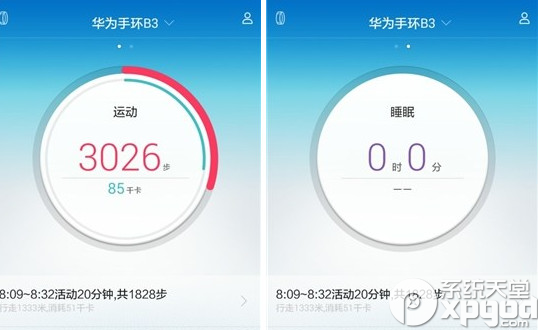 华为手环B3
运动
3026步
85千卡
8:09~8:32活动20分钟,共1828步
行走1333米,消耗51千卡
华为手环B3
睡眠
0时0分
——
8:09~8:32活动20分钟,共1828步
行走1333米,消耗51千卡
系统天堂